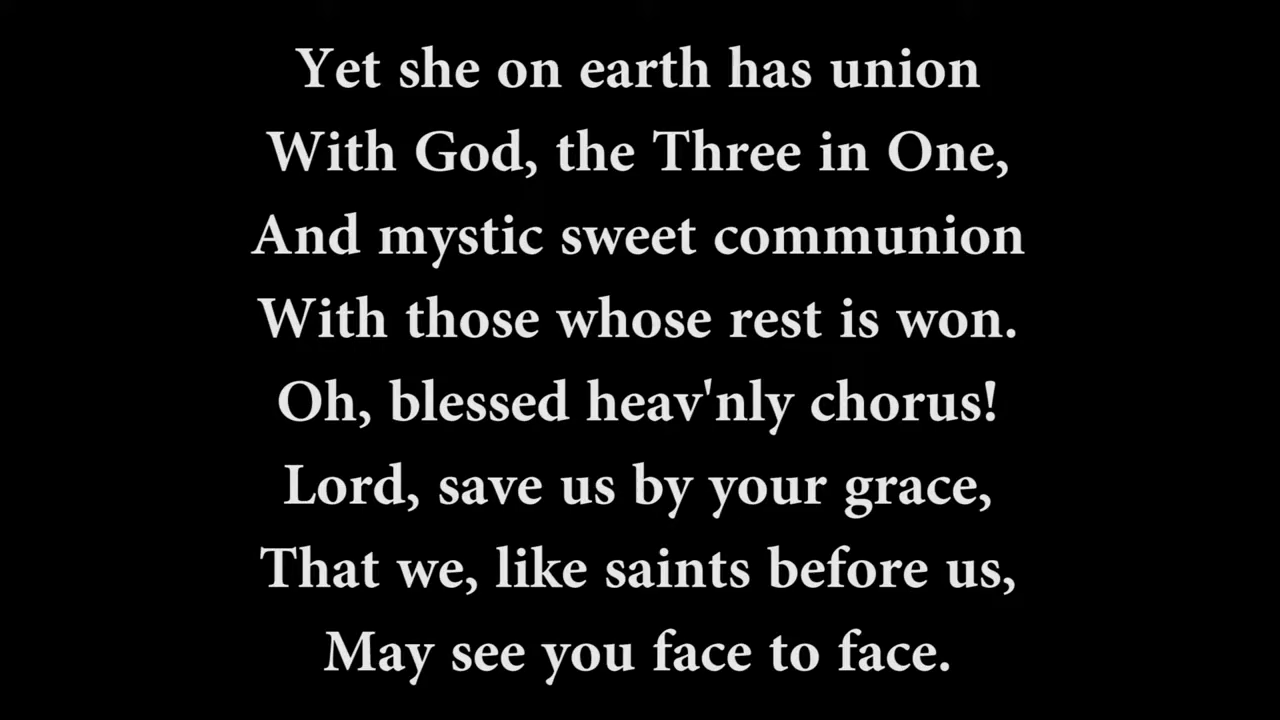 Yet she on earth has union
With God, the Three in One,
And mystic sweet communion
With those whose rest is won.
Oh, blessed heav'nly chorus!
Lord, save us by your grace,
That we, like saints before us,
May see you face to face.